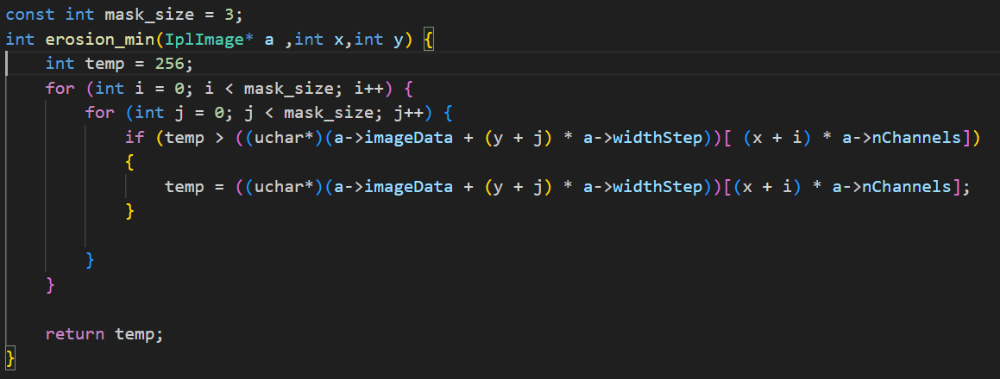 const int mask_size = 3;
int erosion_min(IplImage* a ,int x,int y) {
    int temp = 256;
    for (int i = 0; i < mask_size; i++) {
        for (int j = 0; j < mask_size; j++) {
            if (temp > ((uchar*)(a->imageData + (y + j) * a->widthStep))[ (x + i) * a->nChannels])
            {
                temp = ((uchar*)(a->imageData + (y + j) * a->widthStep))[(x + i) * a->nChannels];
            }
        }
    }
    return temp;
}